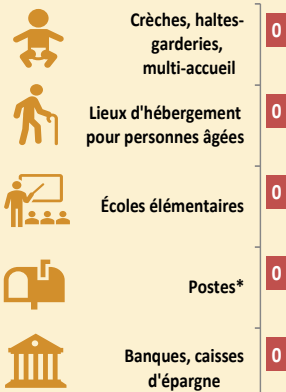 Crèches, haltes-
garderies,
multi-accueil
0
Lieux d'hébergement
pour personnes âgées
0
Écoles élémentaires
0
Postes*
0
Banques, caisses
d'épargne
0